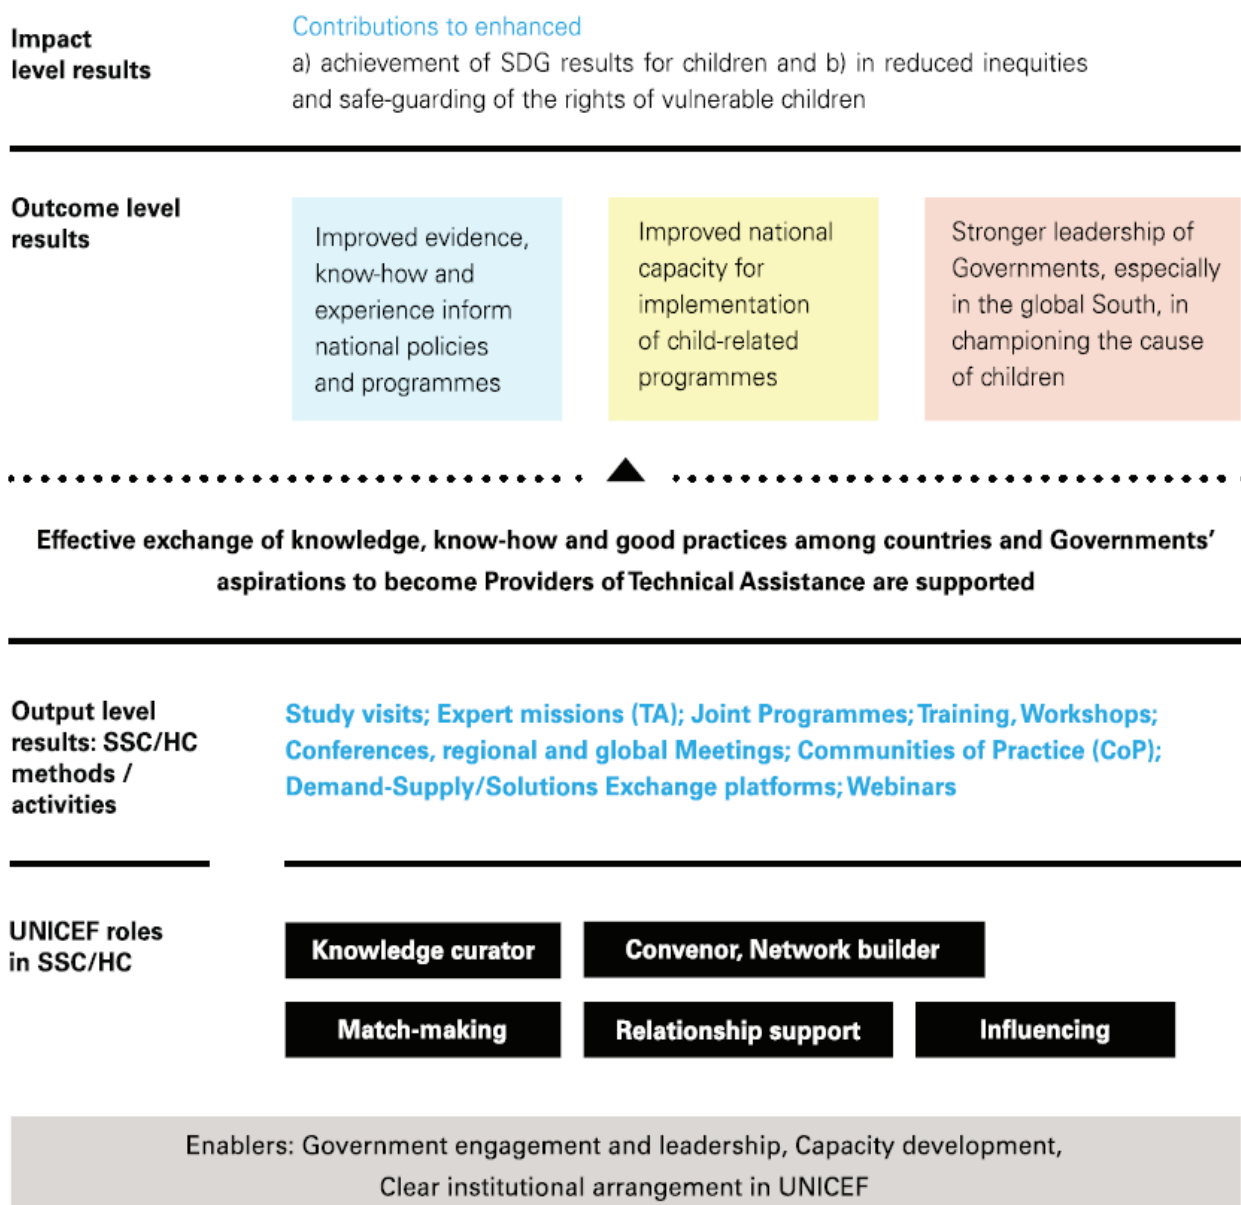 Impact
level results
Contributions to enhanced
a) achievement of SDG results for children and b) in reduced inequities
and safe-guarding of the rights of vulnerable children
Outcome level
results
Improved evidence,
know-how and
experience inform
national policies
and programmes
Improved national
capacity for
implementation
of child-related
programmes
Stronger leadership of
Governments, especially
in the global South, in
championing the cause
of children
Effective exchange of knowledge, know-how and good practices among countries and Governments’
aspirations to become Providers of Technical Assistance are supported
Output level
results: SSC/HC
methods /
activities
Study visits; Expert missions (TA); Joint Programmes; Training, Workshops;
Conferences, regional and global Meetings; Communities of Practice (CoP);
Demand-Supply/Solutions Exchange platforms; Webinars
UNICEF roles
in SSC/HC
Knowledge curator
Convenor, Network builder
Match-making
Relationship support
Influencing
Enablers: Government engagement and leadership, Capacity development,
Clear institutional arrangement in UNICEF